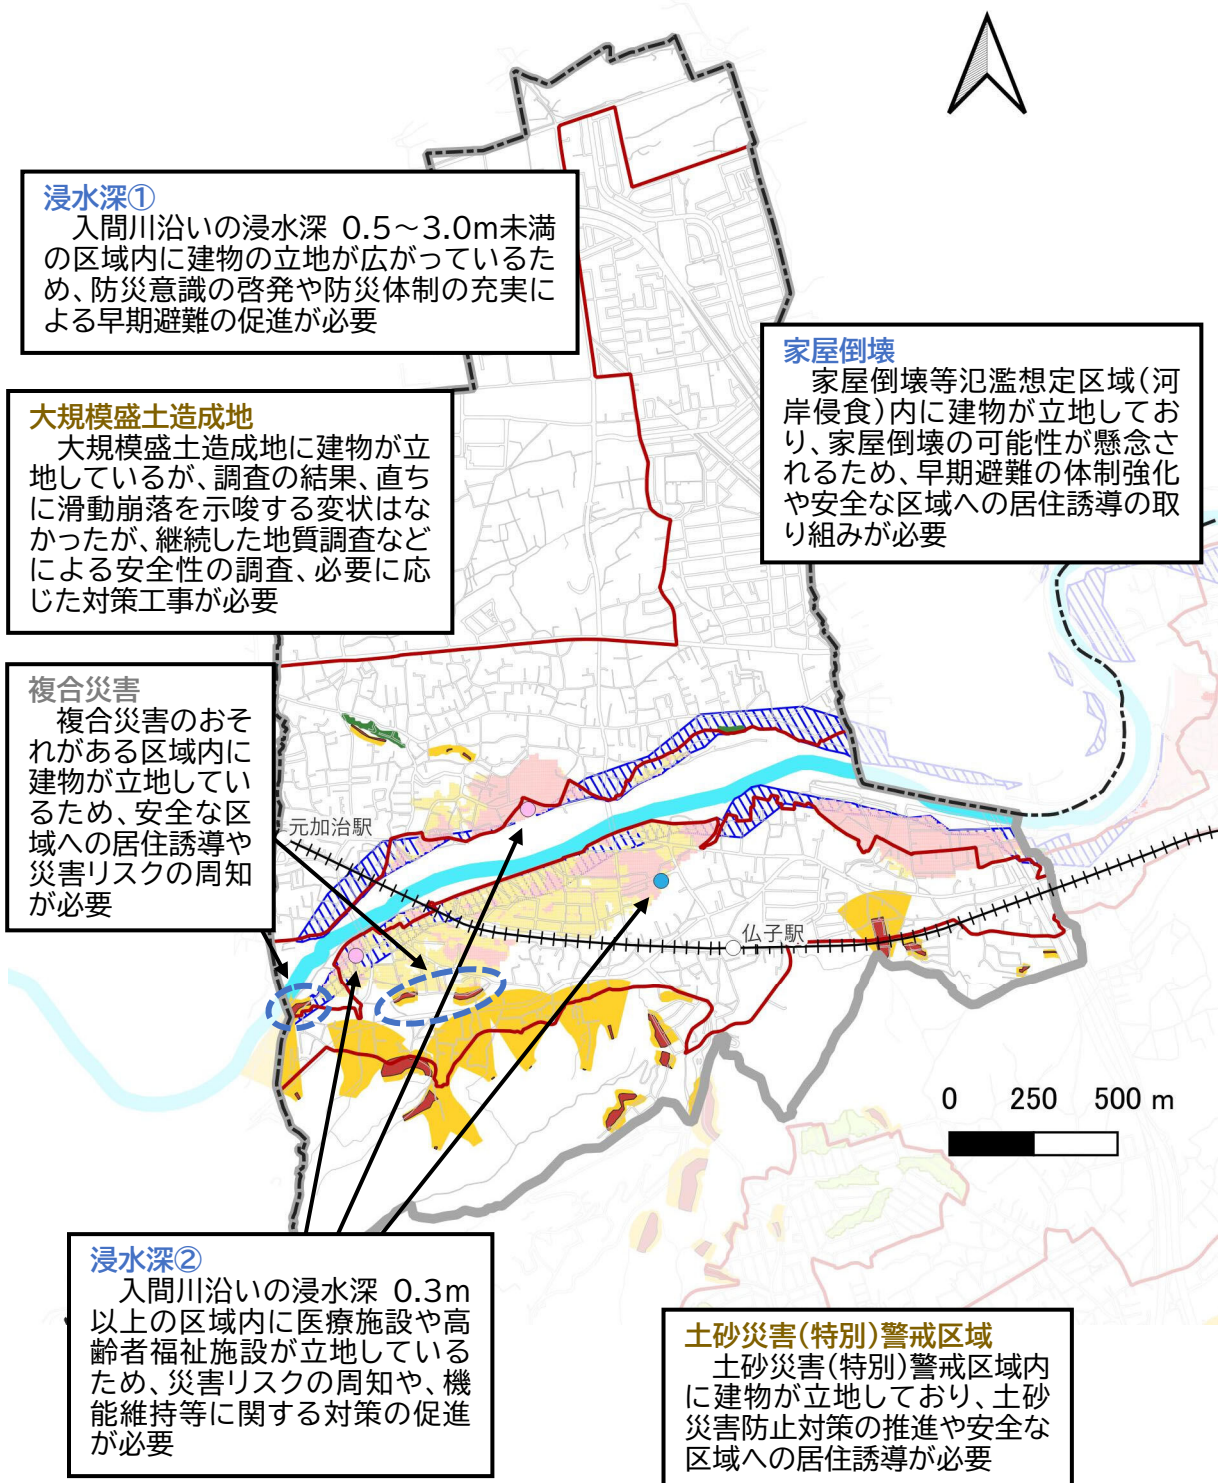 浸水深①
入間川沿いの浸水深 0.5~3.0m未満
の区域内に建物の立地が広がっているた
め、防災意識の啓発や防災体制の充実に
よる早期避難の促進が必要
家屋倒壊
家屋倒壊等氾濫想定区域(河
岸侵食)内に建物が立地してお
り、家屋倒壊の可能性が懸念さ
れるため、早期避難の体制強化
や安全な区域への居住誘導の取
り組みが必要
大規模盛土造成地
大規模盛土造成地に建物が立
地しているが、調査の結果、直ち
に滑動崩落を示唆する変状はな
かったが、継続した地質調査など
による安全性の調査、必要に応
じた対策工事が必要
複合災害
複合災害のおそ
れがある区域内に
建物が立地してい
るため、安全な区
域への居住誘導や
災害リスクの周知
が必要
元加治駅
仏子駅
0 250 500 m
浸水深②
入間川沿いの浸水深 0.3m
以上の区域内に医療施設や高
齢者福祉施設が立地している
ため、災害リスクの周知や、機
能維持等に関する対策の促進
が必要
土砂災害(特別)警戒区域
土砂災害(特別)警戒区域内
に建物が立地しており、土砂
災害防止対策の推進や安全な
区域への居住誘導が必要